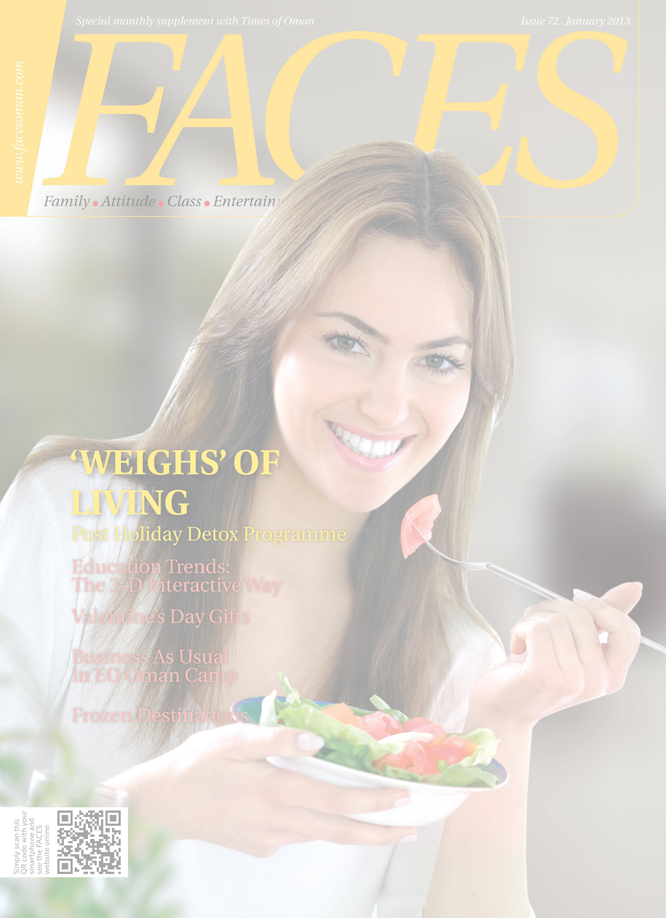 Special monthly supplement with Times of Oman
Issue 72 . January 2013
www.facesoman.com
FACES
Family • Attitude • Class • Entertain
'WEIGHS' OF
LIVING
Post Holiday Detox Programme
Education Trends:
The 3-D Interactive Way
Valentine's Day Gifts
Business As Usual
in EO Oman Camp
Frozen Destinations
Simply scan this
QR code with your
smartphone and
see the FACES
website online